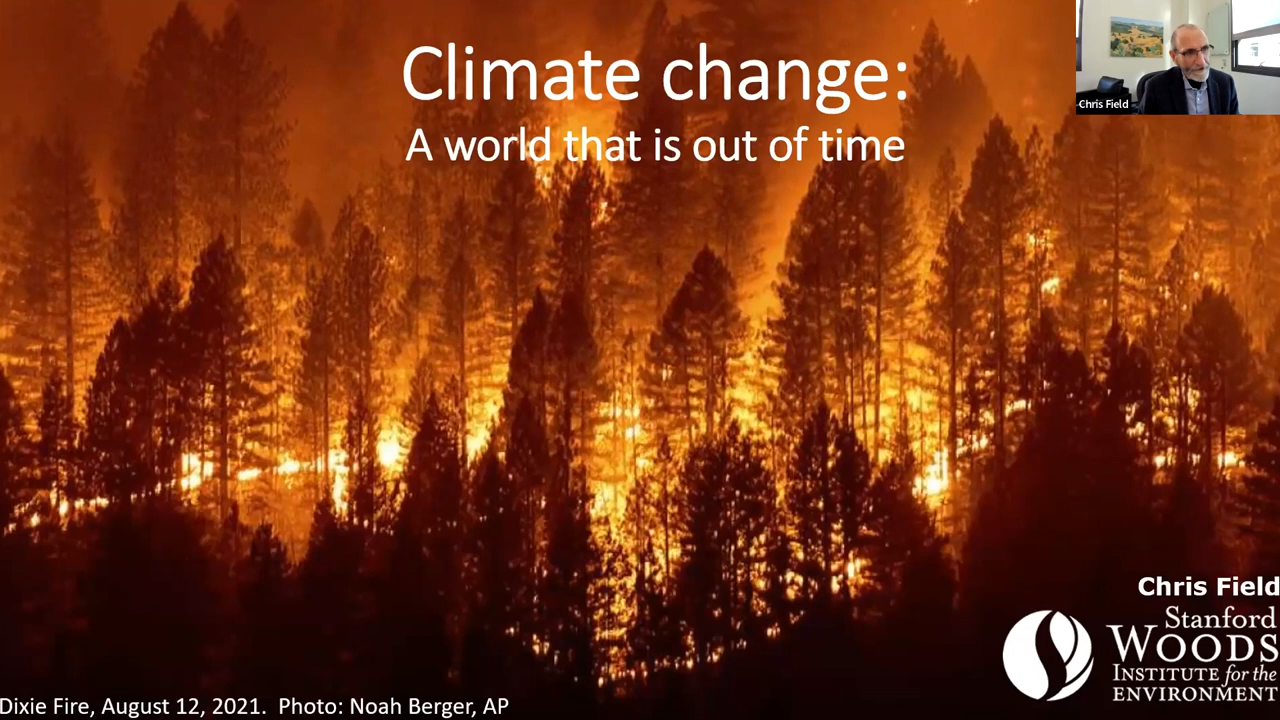 Climate change:
A world that is out of time
Chris Field
Chris Field
Stanford
WOODS
INSTITUTE for the
ENVIRONMENT
Dixie Fire, August 12, 2021.  Photo: Noah Berger, AP